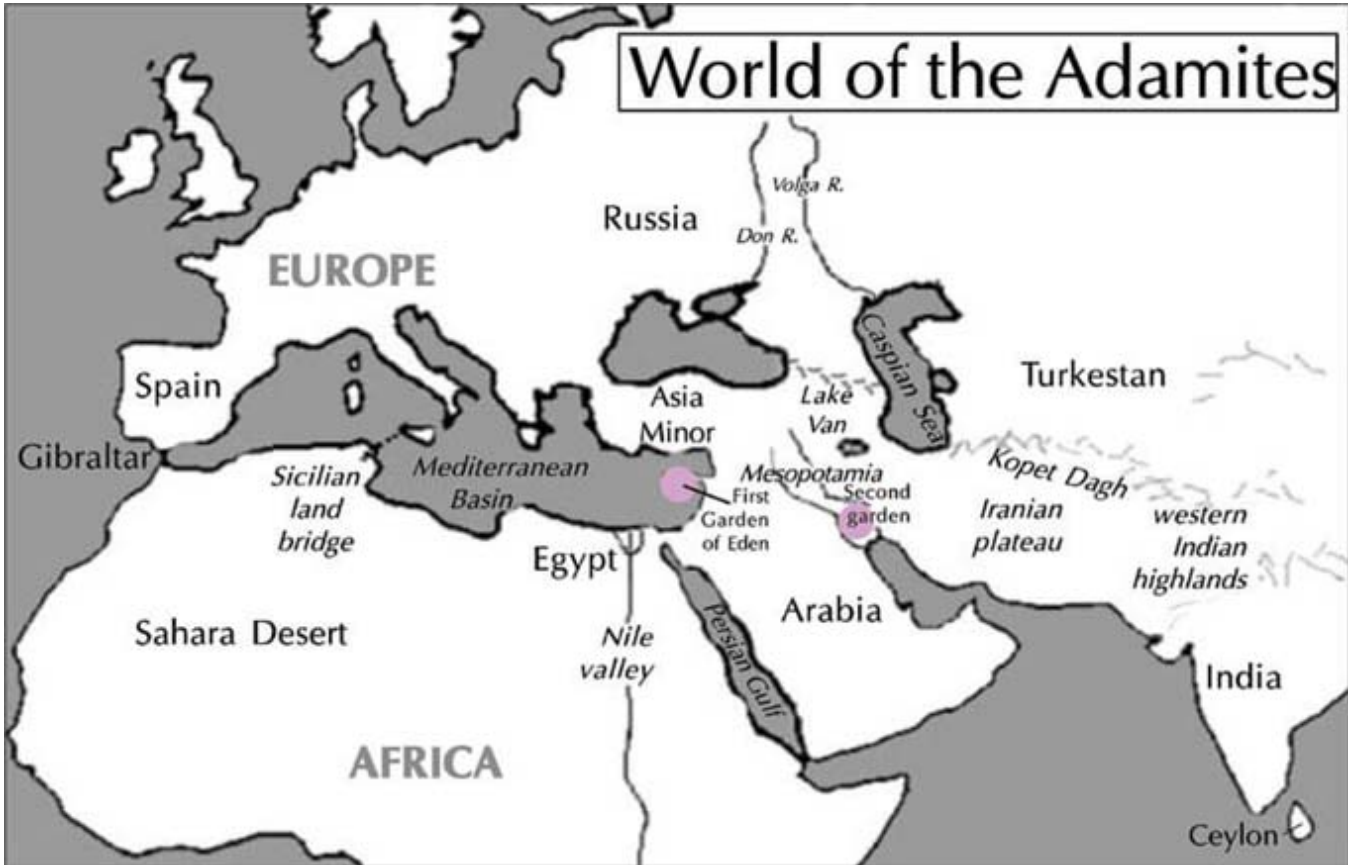 World of the Adamites
Volga R.
Russia
Don R.
EUROPE
Caspian Sea
Spain
Turkestan
Asia
Minor
Lake
Van
Gibraltar
Sicilian
land
bridge
Mediterranean
Basin
Mesopotamia
First
Garden
of Eden
Second
garden
Kopet Dagh
Iranian
plateau
western
Indian
highlands
Egypt
Sahara Desert
Nile
valley
Persian Gulf
Arabia
India
AFRICA
Ceylon